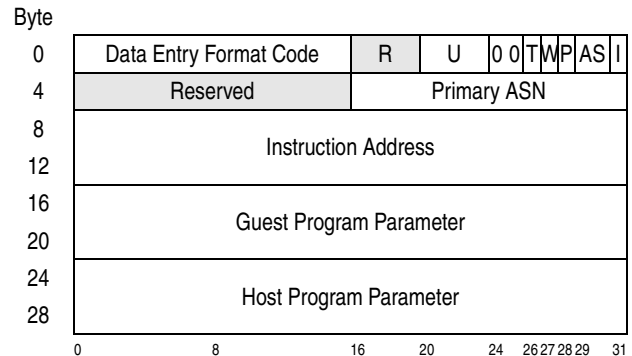 Byte
0 Data Entry Format Code R U 0 0 T W P AS I
4 Reserved Primary ASN
8
Instruction Address
12
16
Guest Program Parameter
20
24
Host Program Parameter
28
0 8 16 20 24 26 27 28 29 31